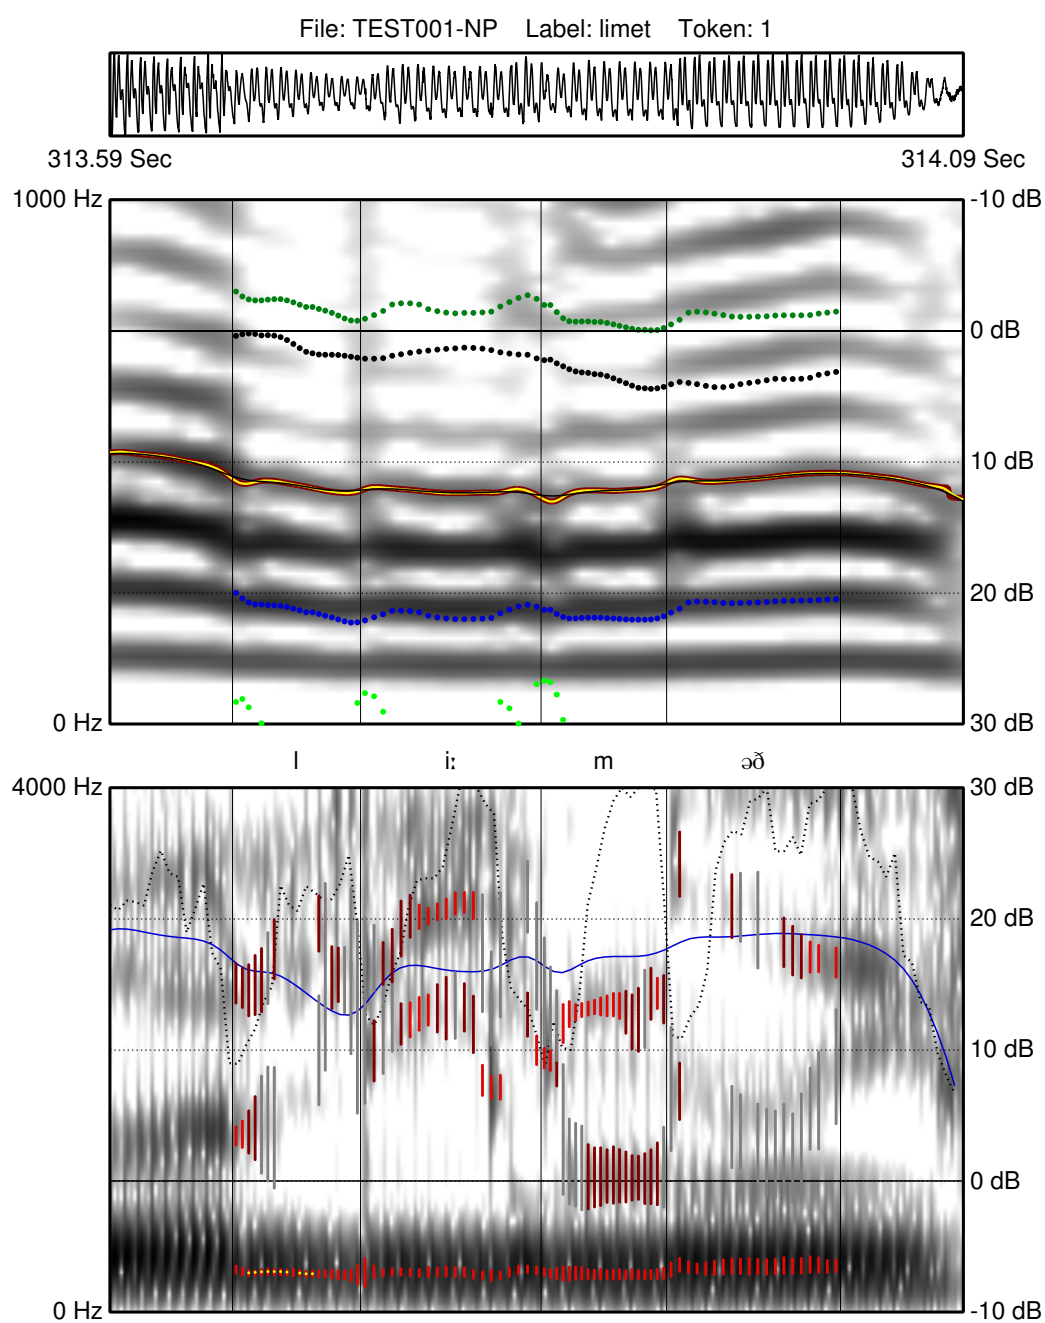 File: TEST001-NP Label: limet Token: 1
313.59 Sec 314.09 Sec
1000 Hz -10 dB
0 dB
10 dB
20 dB
0 Hz 30 dB
l iː m əð
4000 Hz 30 dB
20 dB
10 dB
0 dB
0 Hz -10 dB